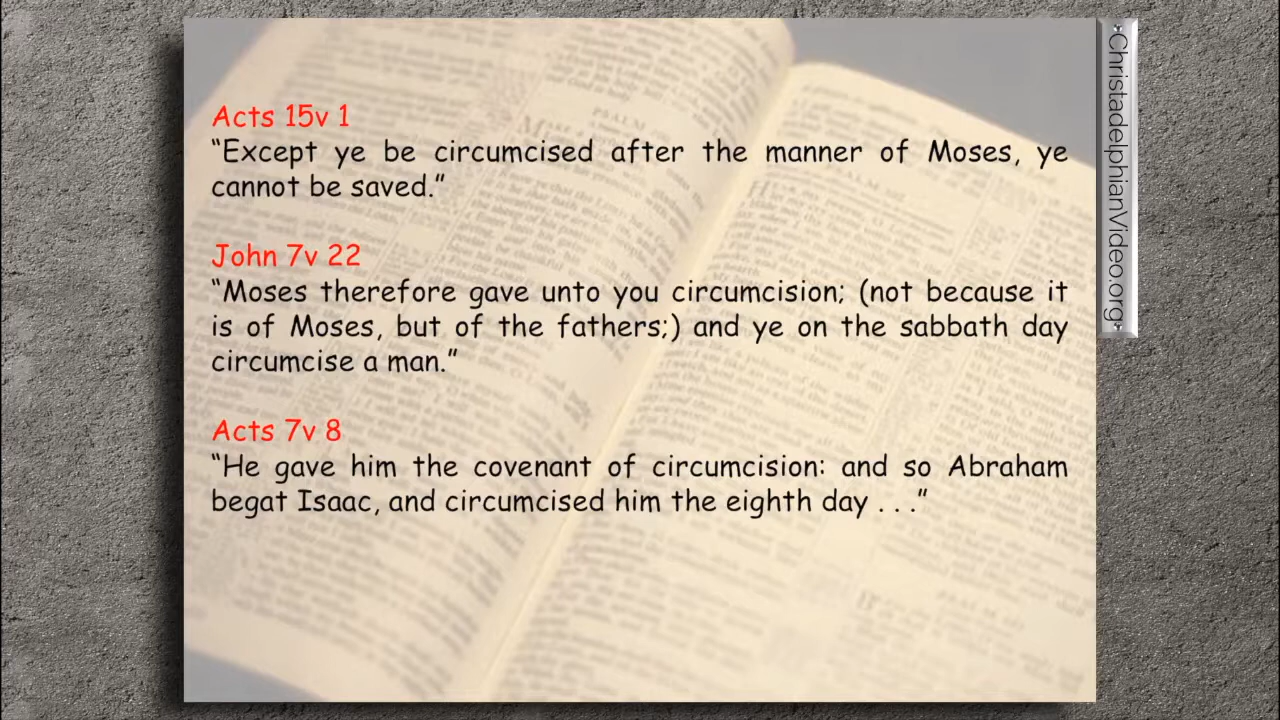 Acts 15v 1
“Except ye be circumcised after the manner of Moses, ye
cannot be saved.”
John 7v 22
“Moses therefore gave unto you circumcision; (not because it
is of Moses, but of the fathers;) and ye on the sabbath day
circumcise a man.”
Acts 7v 8
“He gave him the covenant of circumcision: and so Abraham
begat Isaac, and circumcised him the eighth day . . .”
ChristadelphianVideo.org